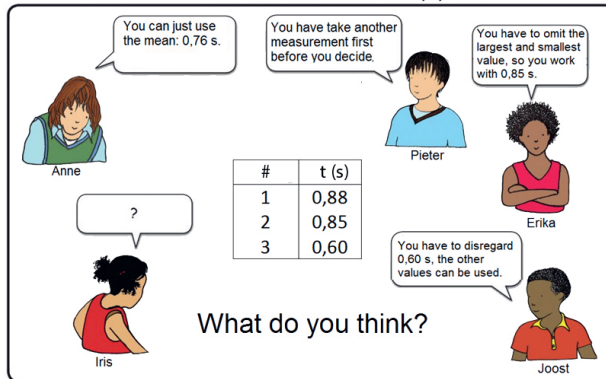 You can just use
the mean: 0,76 s.
You have take another
measurement first
before you decide.
You have to omit the
largest and smallest
value, so you work
with 0,85 s.
Anne
Pieter
Erika
# t (s)
1 0,88
2 0,85
3 0,60
?
You have to disregard
0,60 s, the other
values can be used.
What do you think?
Iris
Joost